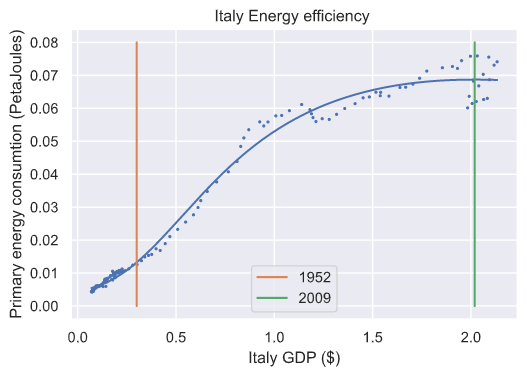 Italy Energy efficiency
Primary energy consumtion (PetaJoules)
0.08
0.07
0.06
0.05
0.04
0.03
0.02
0.01
0.00
1952
2009
0.0 0.5 1.0 1.5 2.0
Italy GDP ($)